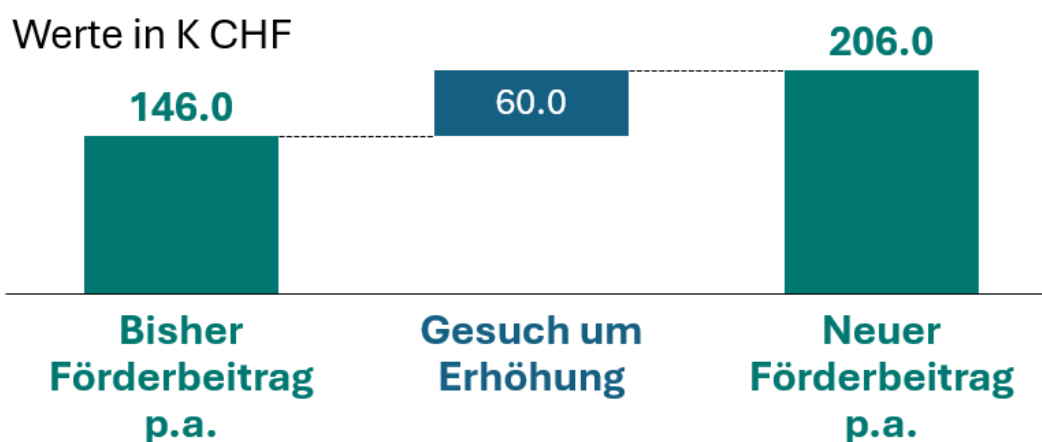 Werte in K CHF
206.0
146.0
60.0
Bisher
Förderbeitrag
p.a.
Gesuch um
Erhöhung
Neuer
Förderbeitrag
p.a.